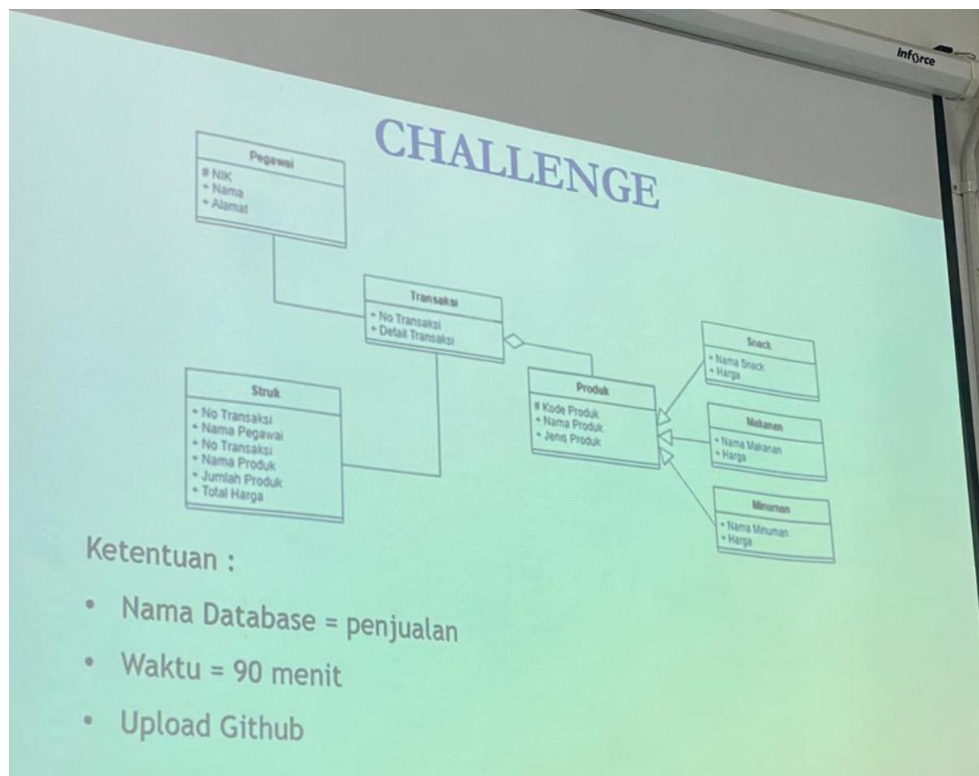 Inforce
CHALLENGE
Pegawai
# NIK
+ Nama
+ Alamat
Transaksi
+ No Transaksi
+ Detail Transaksi
Struk
+ No Transaksi
+ Nama Pegawai
+ No Transaksi
+ Nama Produk
+ Jumlah Produk
+ Total Harga
Produk
# Kode Produk
+ Nama Produk
+ Jenis Produk
Snack
+ Nama Snack
+ Harga
Makanan
+ Nama Makanan
+ Harga
Minuman
+ Nama Minuman
+ Harga
Ketentuan :
• Nama Database = penjualan
• Waktu = 90 menit
• Upload Github